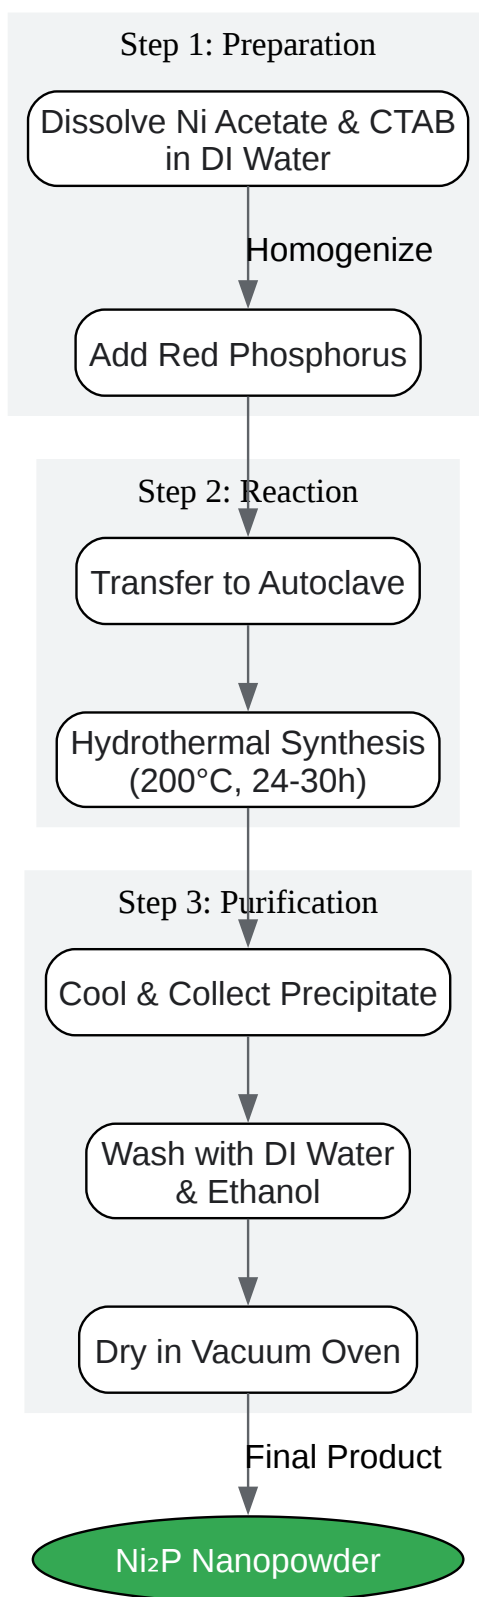 Step 1: Preparation
Dissolve Ni Acetate & CTAB
in DI Water
Homogenize
Add Red Phosphorus
Step 2: Reaction
Transfer to Autoclave
Hydrothermal Synthesis
(200°C, 24-30h)
Step 3: Purification
Cool & Collect Precipitate
Wash with DI Water
& Ethanol
Dry in Vacuum Oven
Final Product
Ni₂P Nanopowder